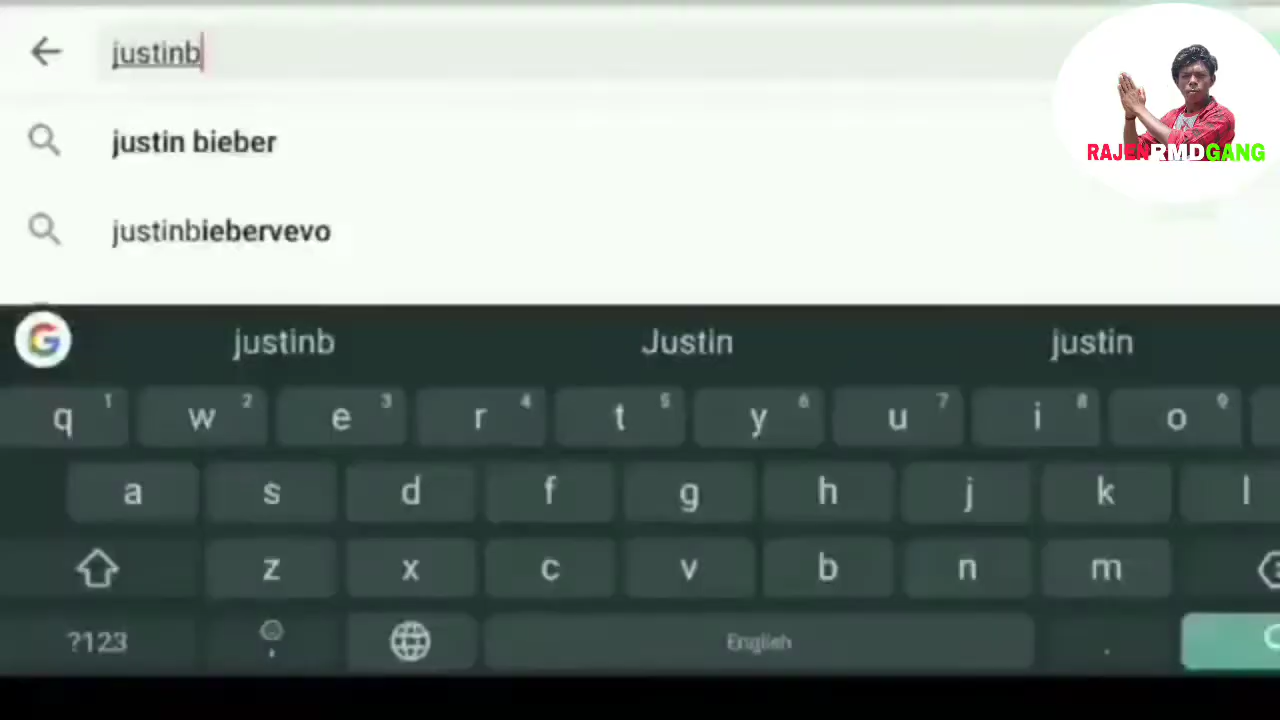 justinb
justin bieber
justinbiebervevo
RAJENRMDGANG
justinb Justin justin
q 1 w 2 e 3 r 4 t 5 y 6 u 7 i 8 o 9
a s d f g h j k l
z x c v b n m
?123 , English .